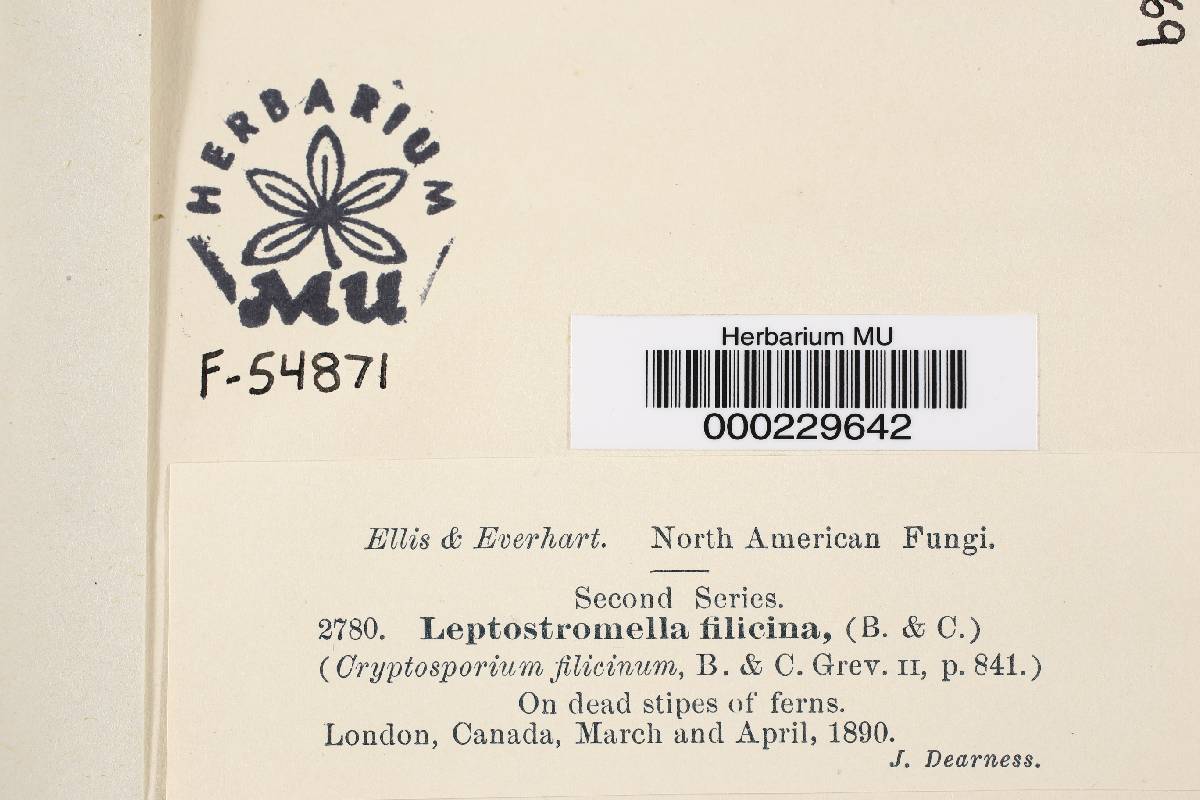 69
HERBARIUM
MU
F-54871
Herbarium MU
000229642
Ellis & Everhart. North American Fungi.
Second Series.
2780. Leptostromella filicina, (B. & C.)
(Cryptosporium filicinum, B. & C. Grev. II, p. 841.)
On dead stipes of ferns.
London, Canada, March and April, 1890.
J. Dearness.